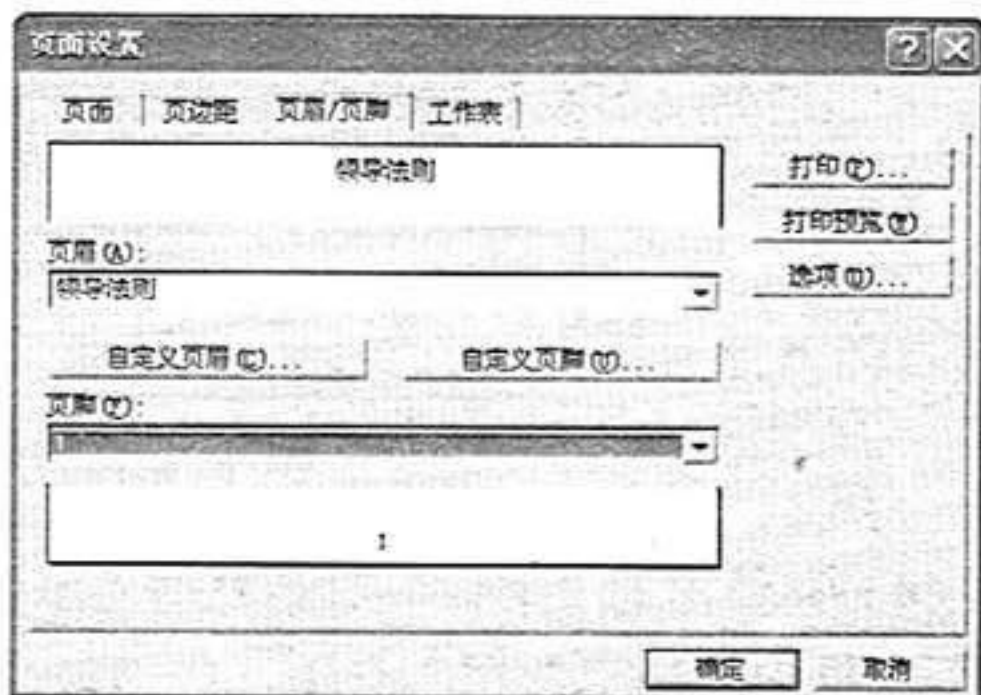 页面设置
页面 页边距 页眉/页脚 工作表
领导法则
打印(P)...
打印预览(W)
页眉(A):
选项(O)...
领导法则
自定义页眉(C)... 自定义页脚(U)...
页脚(F):
1
1
确定 取消